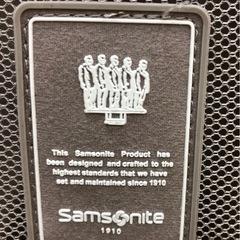 This Samsonite Product has
been designed and crafted to the
highest standards that we have
set and maintained since 1910
Samsonite
1910